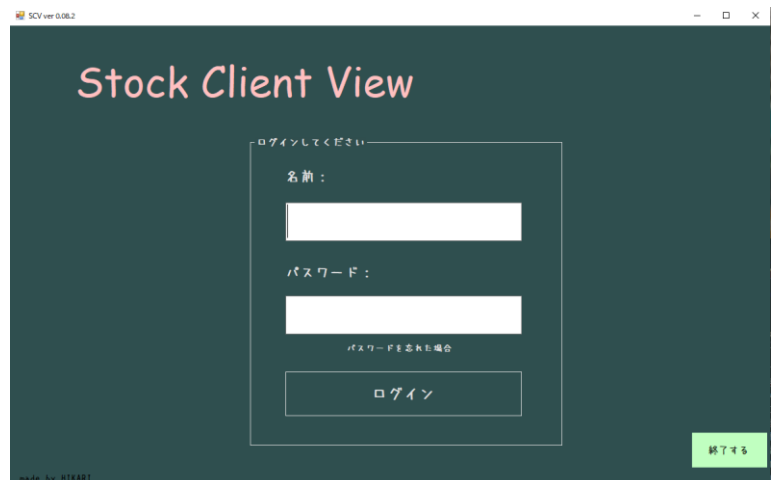 SCV ver 0.08.2
Stock Client View
ログインしてください
名前：
パスワード：
パスワードを忘れた場合
ログイン
終了する
made by HIKARI